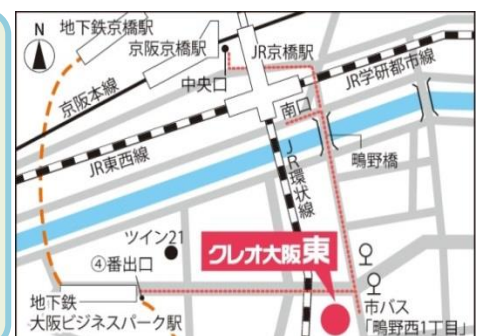 N
地下鉄京橋駅
京阪京橋駅
JR京橋駅
中央口
JR学研都市線
京阪本線
南口
JR東西線
鴫野橋
JR環状線
ツイン21
④番出口
クレオ大阪東
地下鉄
大阪ビジネスパーク駅
市バス
「鴫野西1丁目」